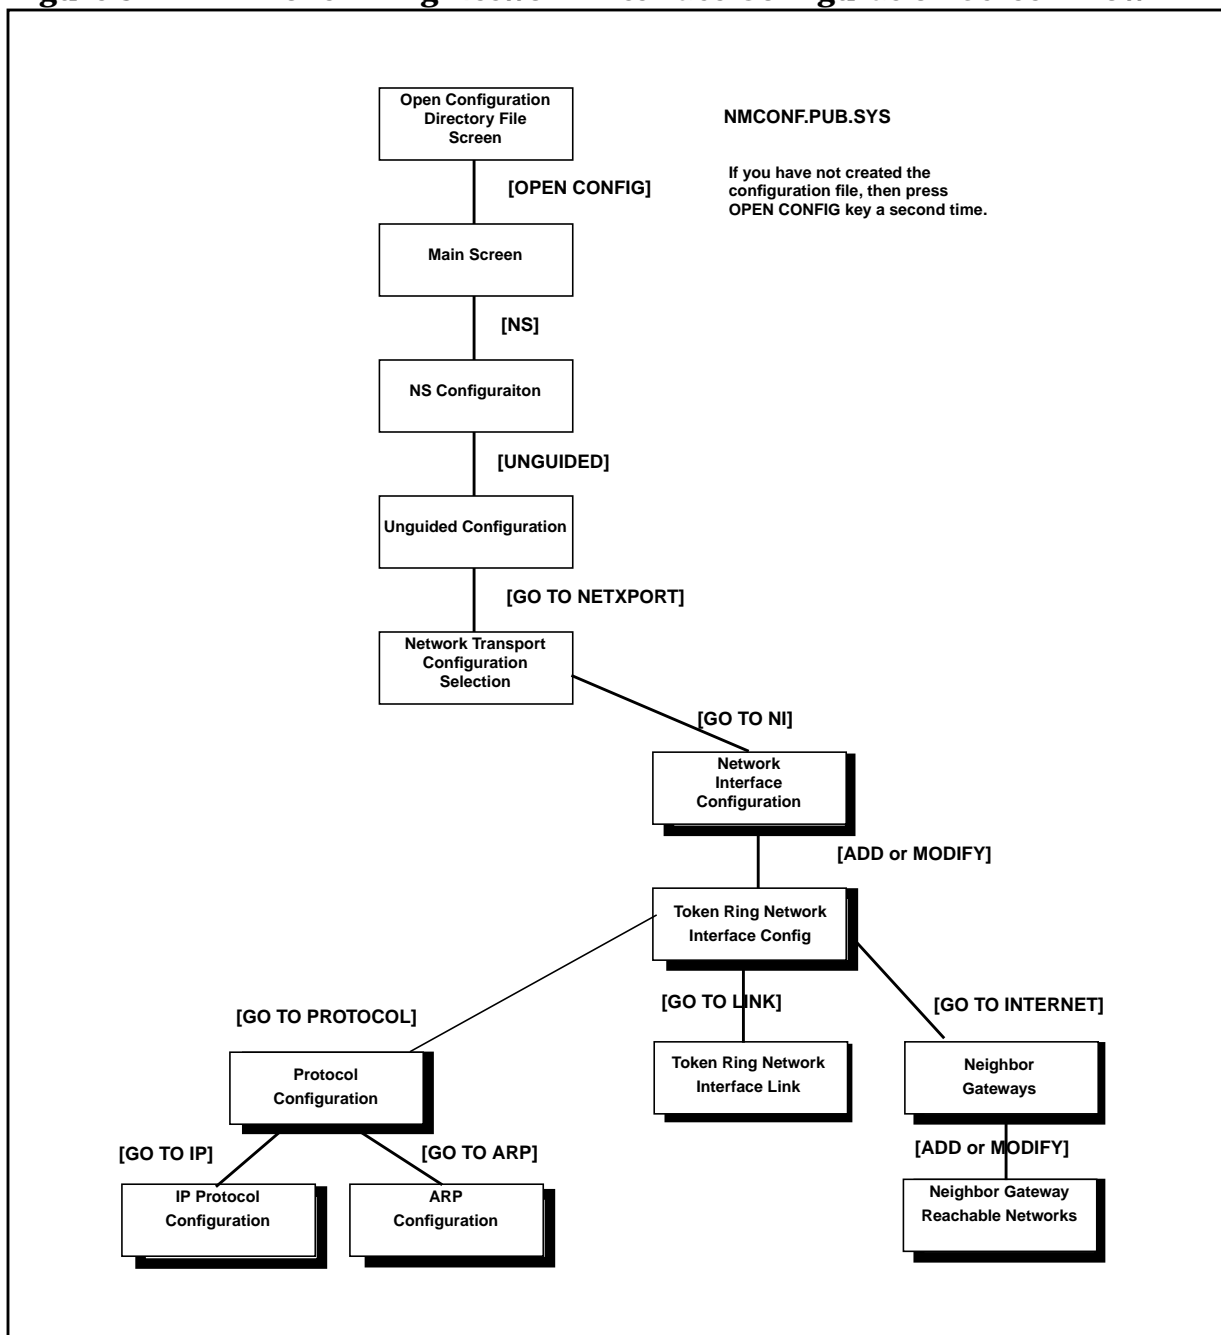 Open Configuration
Directory File
Screen
NMCONF.PUB.SYS
If you have not created the
configuration file, then press
OPEN CONFIG key a second time.
[OPEN CONFIG]
Main Screen
[NS]
NS Configuraiton
[UNGUIDED]
Unguided Configuration
[GO TO NETXPORT]
Network Transport
Configuration
Selection
[GO TO NI]
Network
Interface
Configuration
[ADD or MODIFY]
Token Ring Network
Interface Config
[GO TO PROTOCOL]
[GO TO LINK]
[GO TO INTERNET]
Protocol
Configuration
Token Ring Network
Interface Link
Neighbor
Gateways
[GO TO IP]
[GO TO ARP]
[ADD or MODIFY]
IP Protocol
Configuration
ARP
Configuration
Neighbor Gateway
Reachable Networks